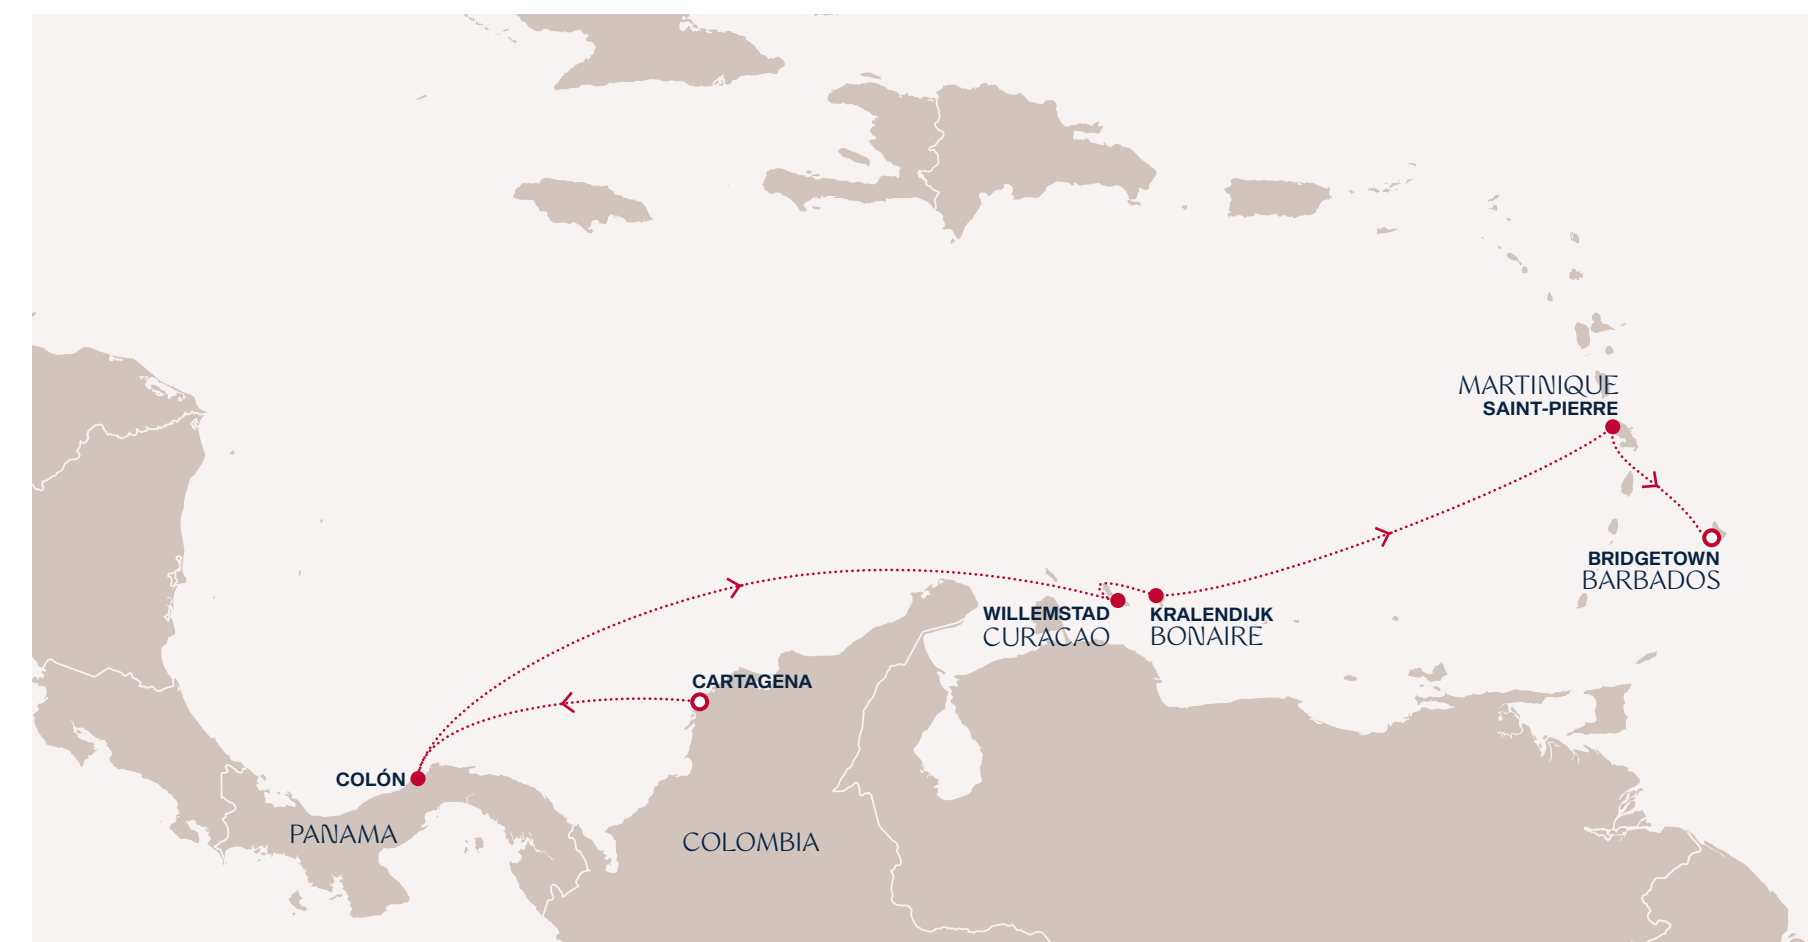 MARTINIQUE
SAINT-PIERRE
BRIDGETOWN
BARBADOS
WILLEMSTAD
CURACAO
KRALENDIJK
BONAIRE
CARTAGENA
COLÓN
PANAMA
COLOMBIA